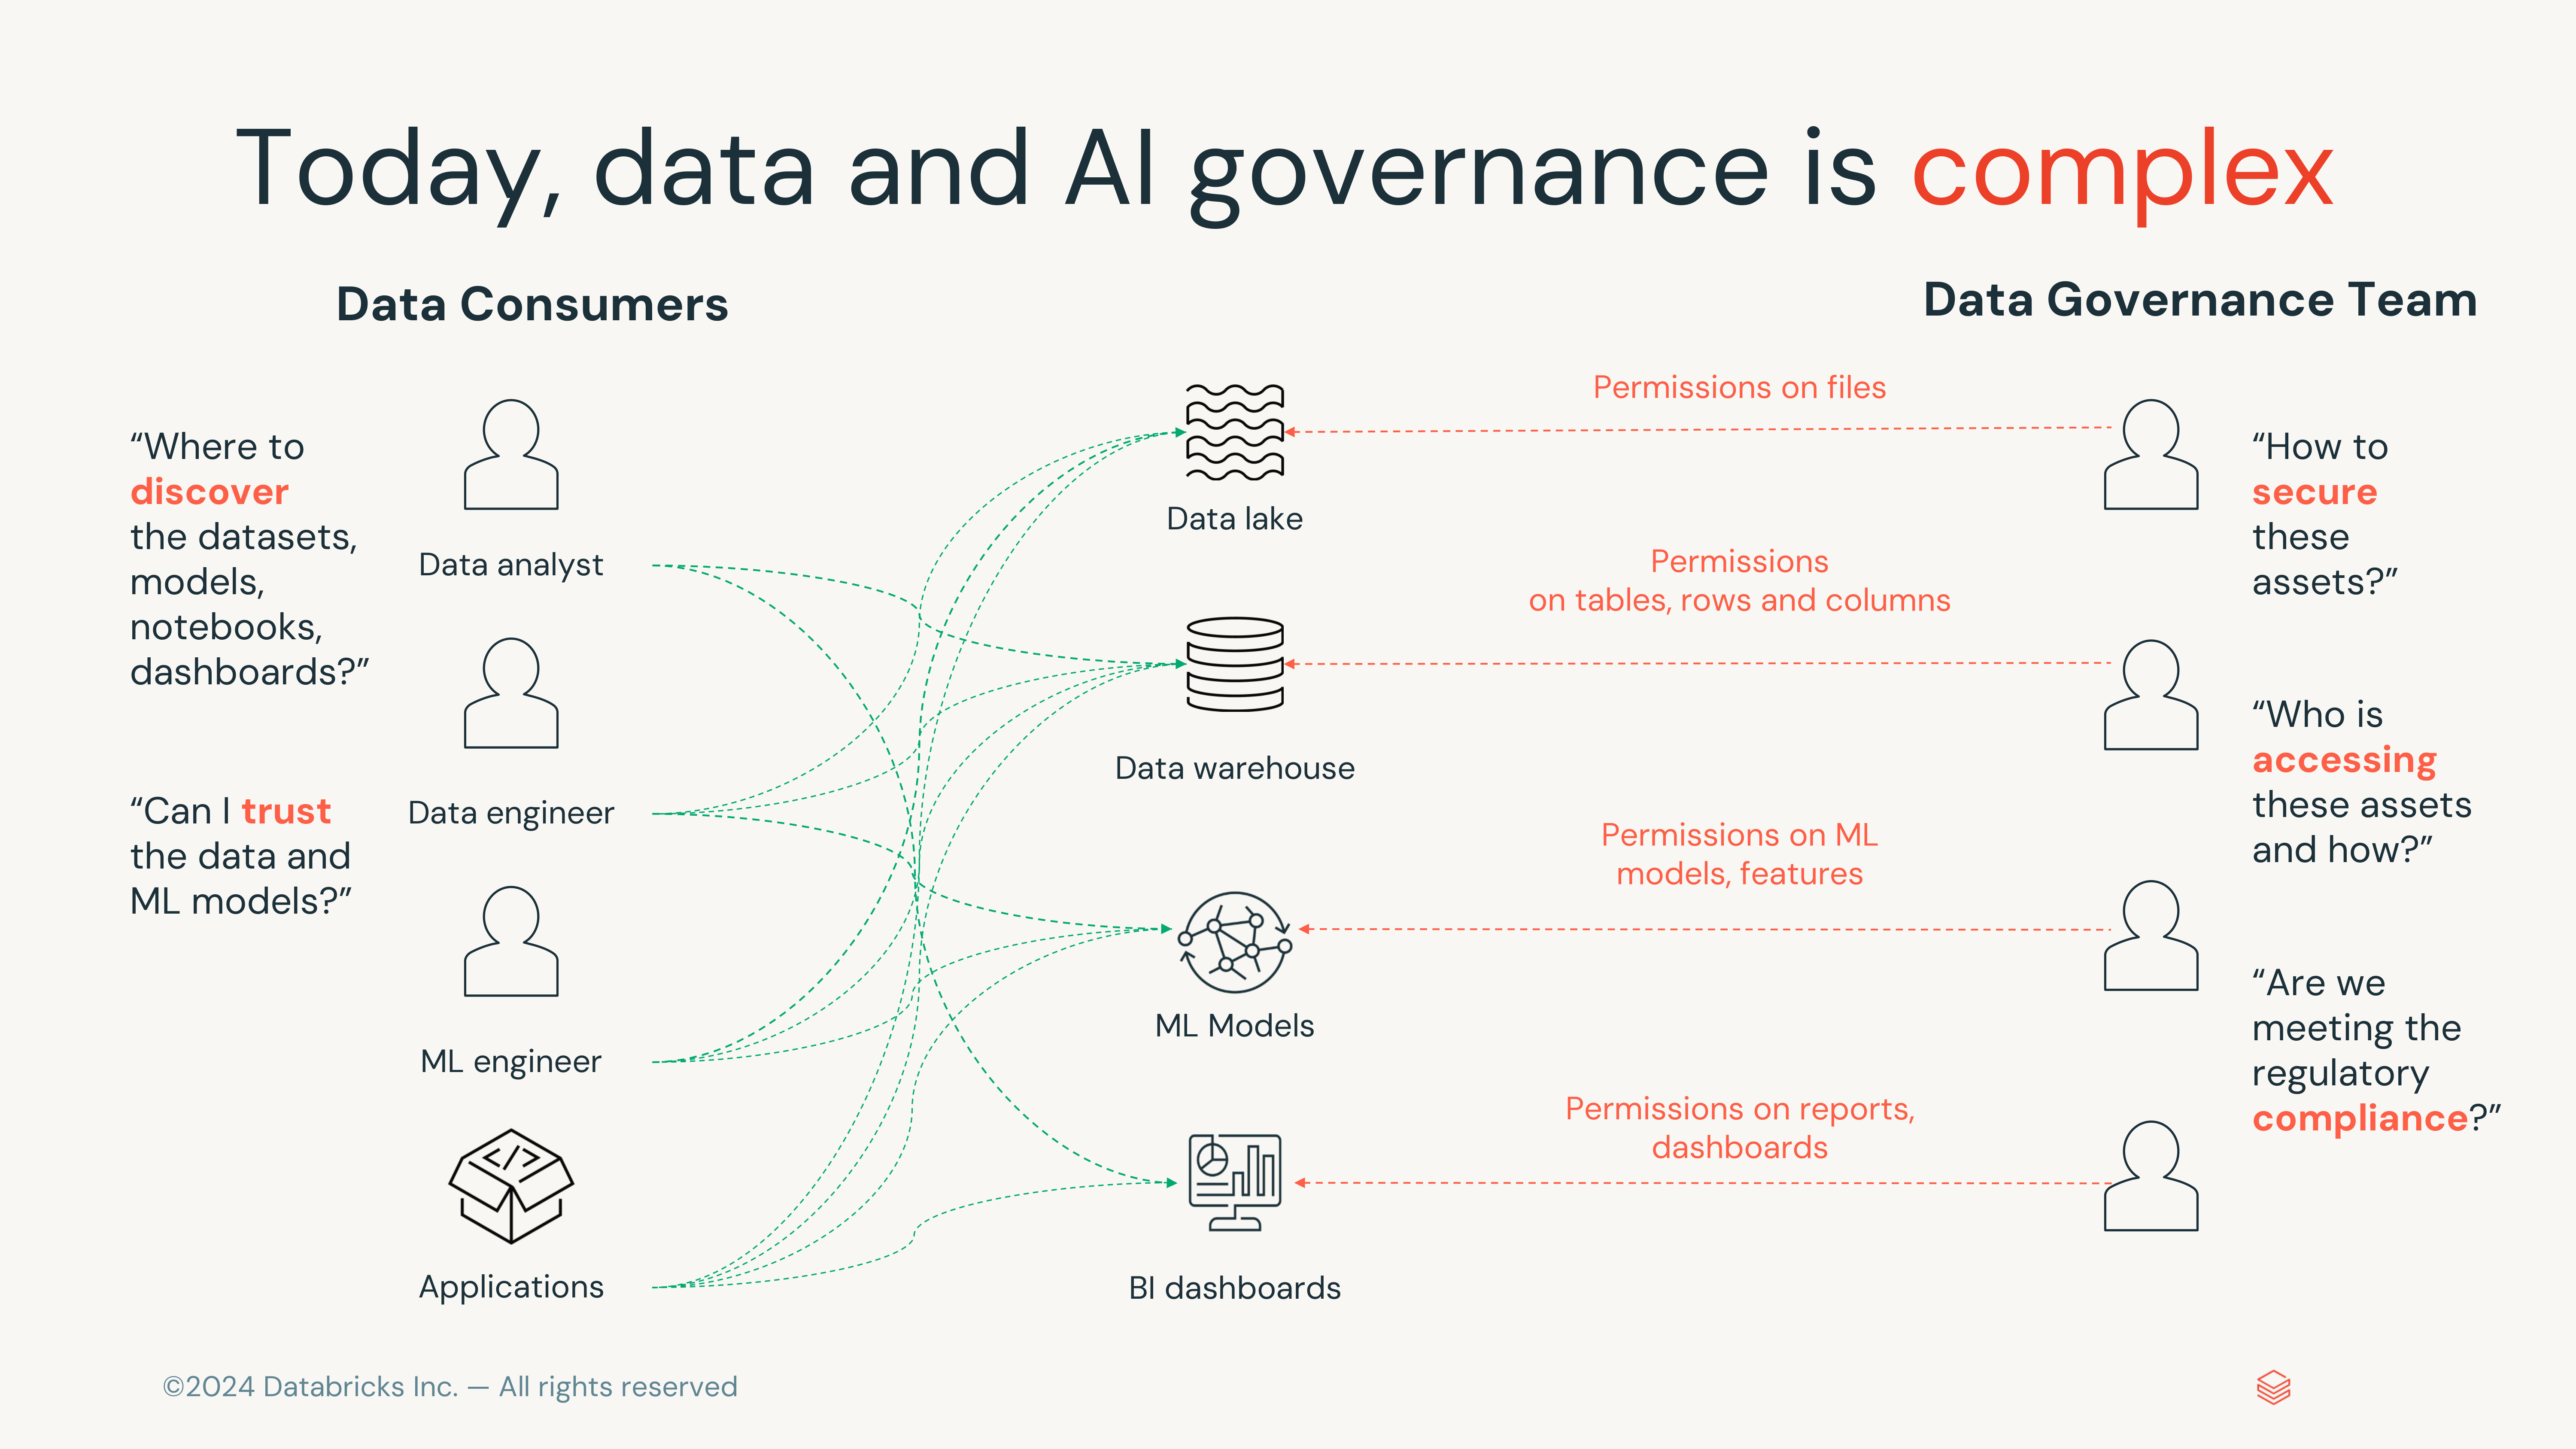 Today, data and AI governance is complex
Data Consumers
Data Governance Team
“Where to
discover
the datasets,
models,
notebooks,
dashboards?”
“Can I trust
the data and
ML models?”
Data analyst
Data engineer
ML engineer
Applications
Data lake
Data warehouse
ML Models
BI dashboards
Permissions on files
Permissions
on tables, rows and columns
Permissions on ML
models, features
Permissions on reports,
dashboards
“How to
secure
these
assets?”
“Who is
accessing
these assets
and how?”
“Are we
meeting the
regulatory
compliance?”
©2024 Databricks Inc. — All rights reserved